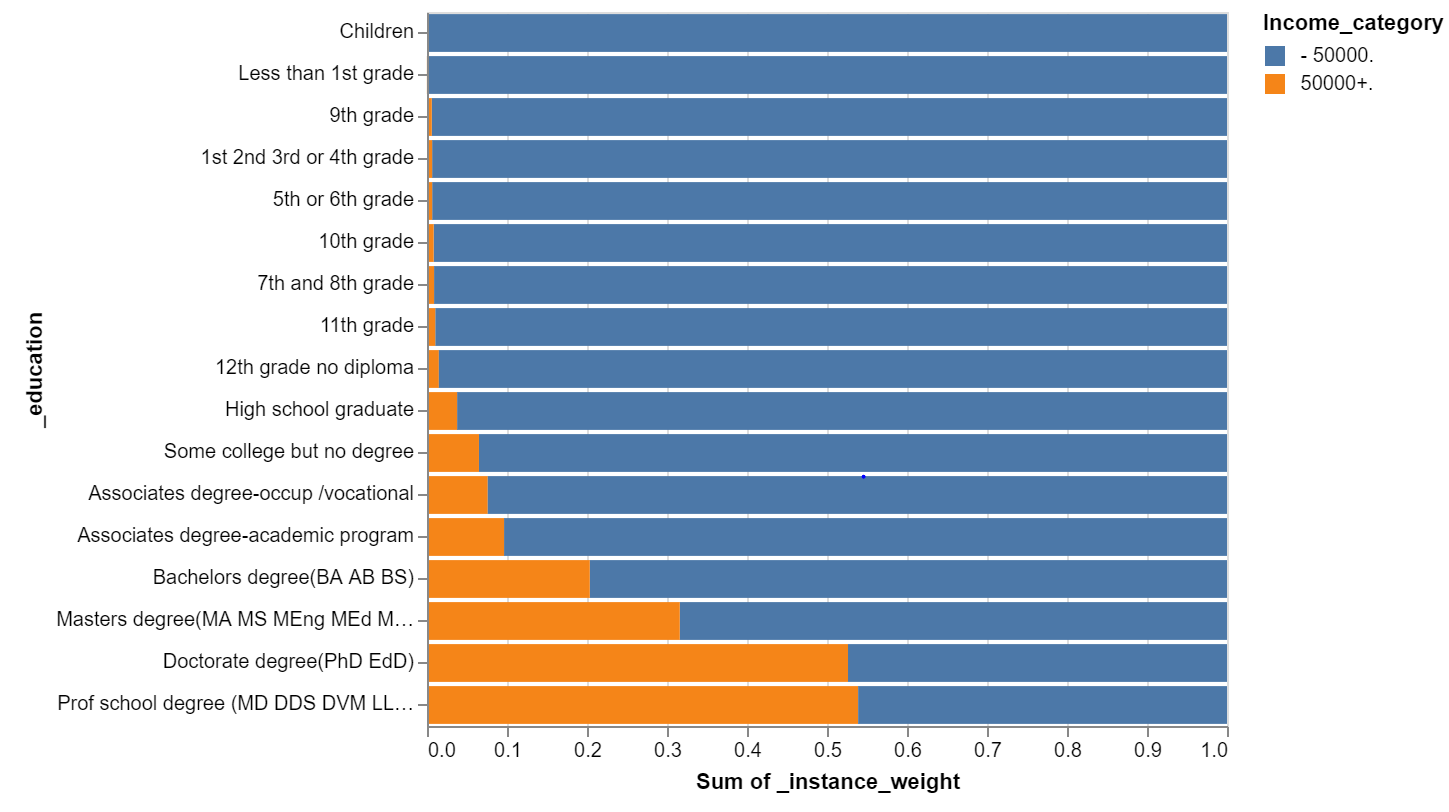 Income_category
- 50000.
50000+.
_education
Children
Less than 1st grade
9th grade
1st 2nd 3rd or 4th grade
5th or 6th grade
10th grade
7th and 8th grade
11th grade
12th grade no diploma
High school graduate
Some college but no degree
Associates degree-occup /vocational
Associates degree-academic program
Bachelors degree(BA AB BS)
Masters degree(MA MS MEng MEd M…
Doctorate degree(PhD EdD)
Prof school degree (MD DDS DVM LL…
0.0 0.1 0.2 0.3 0.4 0.5 0.6 0.7 0.8 0.9 1.0
Sum of _instance_weight